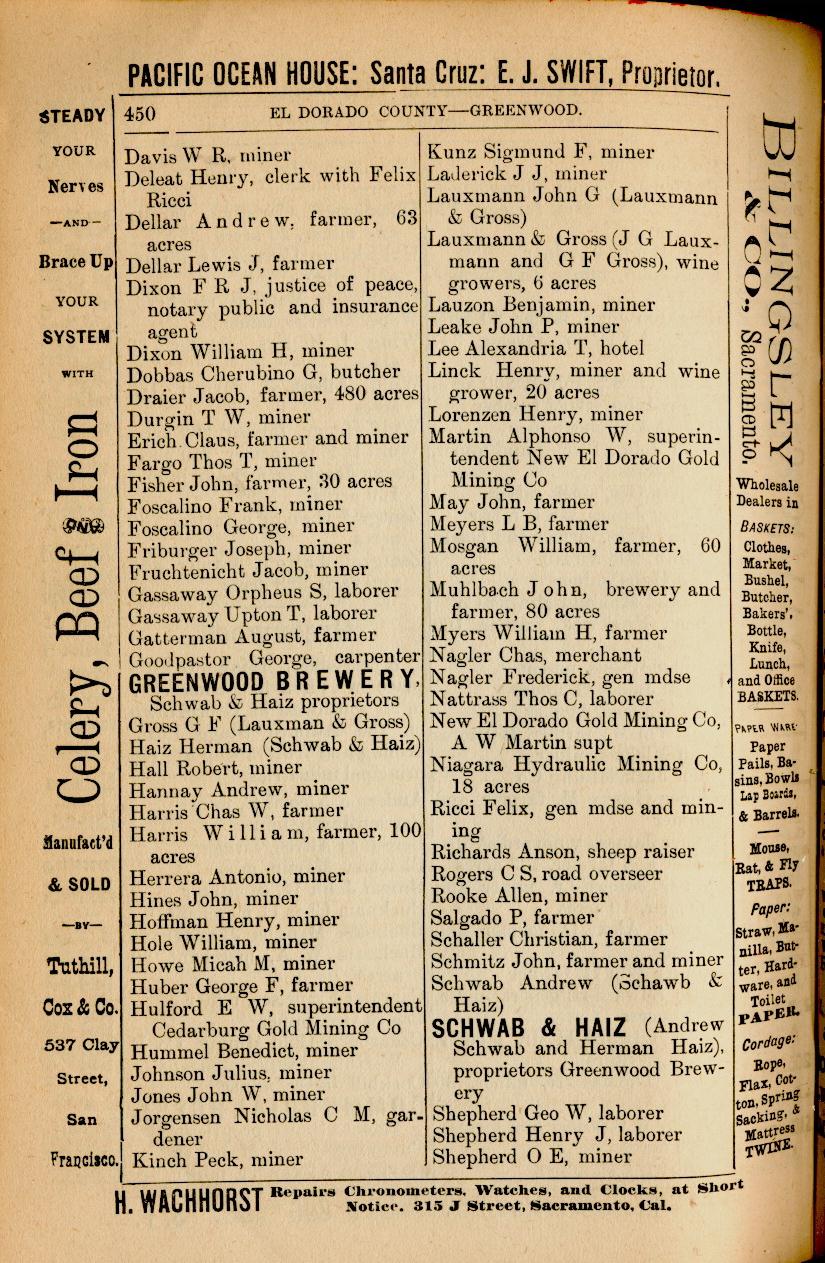 PACIFIC OCEAN HOUSE: Santa Cruz: E. J. SWIFT, Proprietor.
STEADY
YOUR
Nerves
—AND—
Brace Up
YOUR
SYSTEM
WITH
Celery, Beef AND Iron
Manufact'd
& SOLD
—BY—
Tuthill,
Cox & Co.
537 Clay
Street,
San
Francisco.
450 EL DORADO COUNTY—GREENWOOD.
Davis W R, miner
Deleat Henry, clerk with Felix
Ricci
Dellar Andrew, farmer, 63
acres
Dellar Lewis J, farmer
Dixon F R J, justice of peace,
notary public and insurance
agent
Dixon William H, miner
Dobbas Cherubino G, butcher
Draier Jacob, farmer, 480 acres
Durgin T W, miner
Erich Claus, farmer and miner
Fargo Thos T, miner
Fisher John, farmer, 30 acres
Foscalino Frank, miner
Foscalino George, miner
Friburger Joseph, miner
Fruchtenicht Jacob, miner
Gassaway Orpheus S, laborer
Gassaway Upton T, laborer
Gatterman August, farmer
Goodpastor George, carpenter
GREENWOOD BREWERY,
Schwab & Haiz proprietors
Gross G F (Lauxman & Gross)
Haiz Herman (Schwab & Haiz)
Hall Robert, miner
Hannay Andrew, miner
Harris Chas W, farmer
Harris William, farmer, 100
acres
Herrera Antonio, miner
Hines John, miner
Hoffman Henry, miner
Hole William, miner
Howe Micah M, miner
Huber George F, farmer
Hulford E W, superintendent
Cedarburg Gold Mining Co
Hummel Benedict, miner
Johnson Julius, miner
Jones John W, miner
Jorgensen Nicholas C M, gar-
dener
Kinch Peck, miner
Kunz Sigmund F, miner
Laderick J J, miner
Lauxmann John G (Lauxmann
& Gross)
Lauxmann & Gross (J G Laux-
mann and G F Gross), wine
growers, 6 acres
Lauzon Benjamin, miner
Leake John P, miner
Lee Alexandria T, hotel
Linck Henry, miner and wine
grower, 20 acres
Lorenzen Henry, miner
Martin Alphonso W, superin-
tendent New El Dorado Gold
Mining Co
May John, farmer
Meyers L B, farmer
Mosgan William, farmer, 60
acres
Muhlbach John, brewery and
farmer, 80 acres
Myers William H, farmer
Nagler Chas, merchant
Nagler Frederick, gen mdse
Nattrass Thos C, laborer
New El Dorado Gold Mining Co,
A W Martin supt
Niagara Hydraulic Mining Co,
18 acres
Ricci Felix, gen mdse and min-
ing
Richards Anson, sheep raiser
Rogers C S, road overseer
Rooke Allen, miner
Salgado P, farmer
Schaller Christian, farmer
Schmitz John, farmer and miner
Schwab Andrew (Schawb &
Haiz)
SCHWAB & HAIZ (Andrew
Schwab and Herman Haiz),
proprietors Greenwood Brew-
ery
Shepherd Geo W, laborer
Shepherd Henry J, laborer
Shepherd O E, miner
BILLINGSLEY
& CO., Sacramento.
Wholesale
Dealers in
BASKETS:
Clothes,
Market,
Bushel,
Butcher,
Bakers',
Bottle,
Knife,
Lunch,
and Office
BASKETS.
PAPER WARE-
Paper
Pails, Ba-
sins, Bowls
Lap Boards,
& Barrels.
Mouse,
Rat, & Fly
TRAPS.
Paper:
Straw, Ma-
nilla, But-
ter, Hard-
ware, and
Toilet
PAPER.
Cordage:
Rope,
Flax, Cot-
ton, Spring
Sacking, &
Mattress
TWINE.
H. WACHHORST Repairs Chronometers, Watches, and Clocks, at Short
Notice. 315 J Street, Sacramento, Cal.